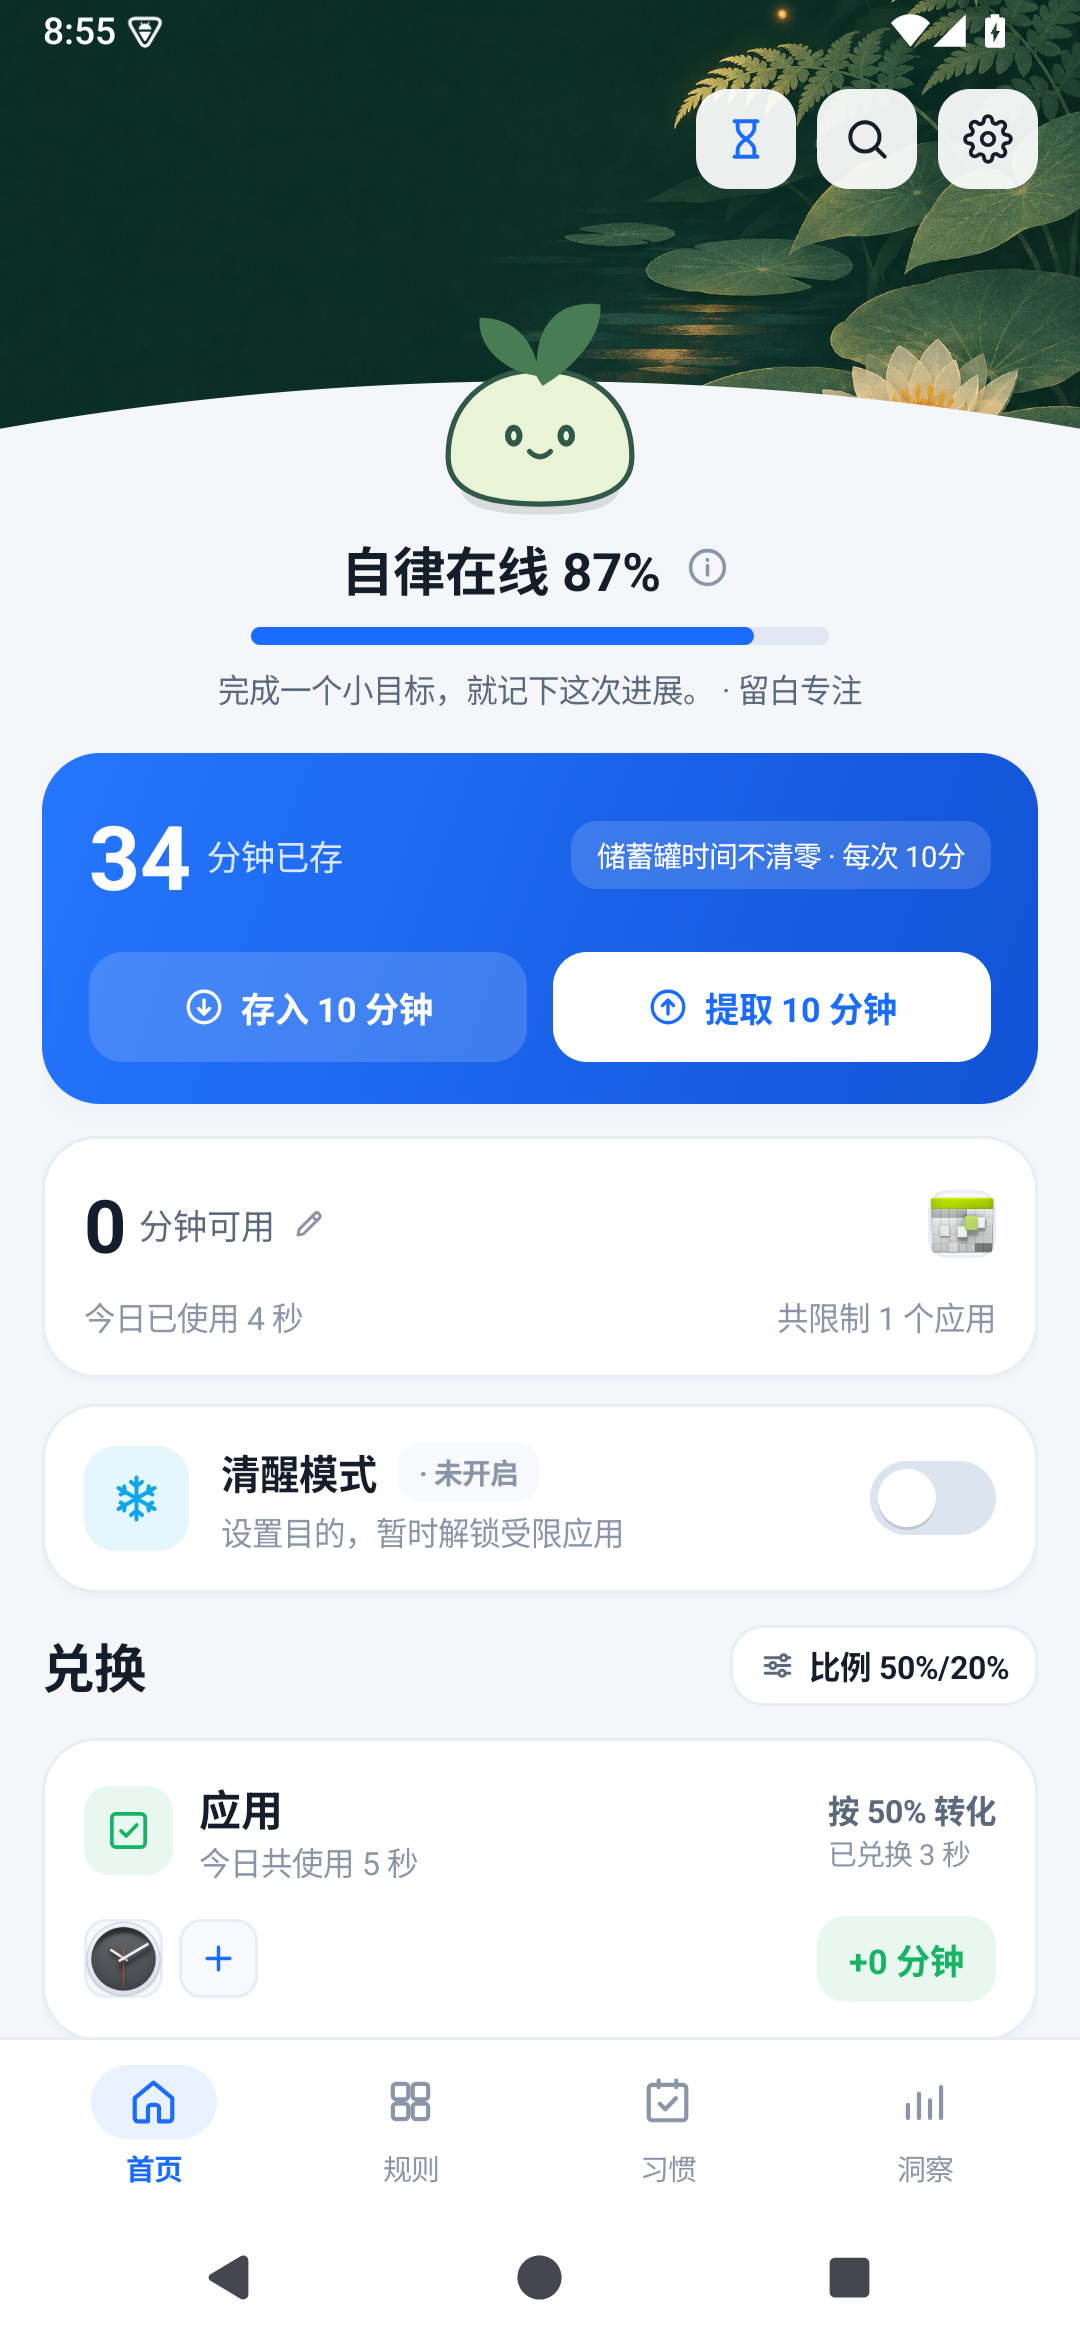 8:55
自律在线 87%
完成一个小目标，就记下这次进展。 · 留白专注
34 分钟已存
储蓄罐时间不清零 · 每次 10分
存入 10 分钟
提取 10 分钟
0 分钟可用
今日已使用 4 秒
共限制 1 个应用
清醒模式
· 未开启
设置目的，暂时解锁受限应用
兑换
比例 50%/20%
应用
按 50% 转化
今日共使用 5 秒
已兑换 3 秒
+0 分钟
首页
规则
习惯
洞察